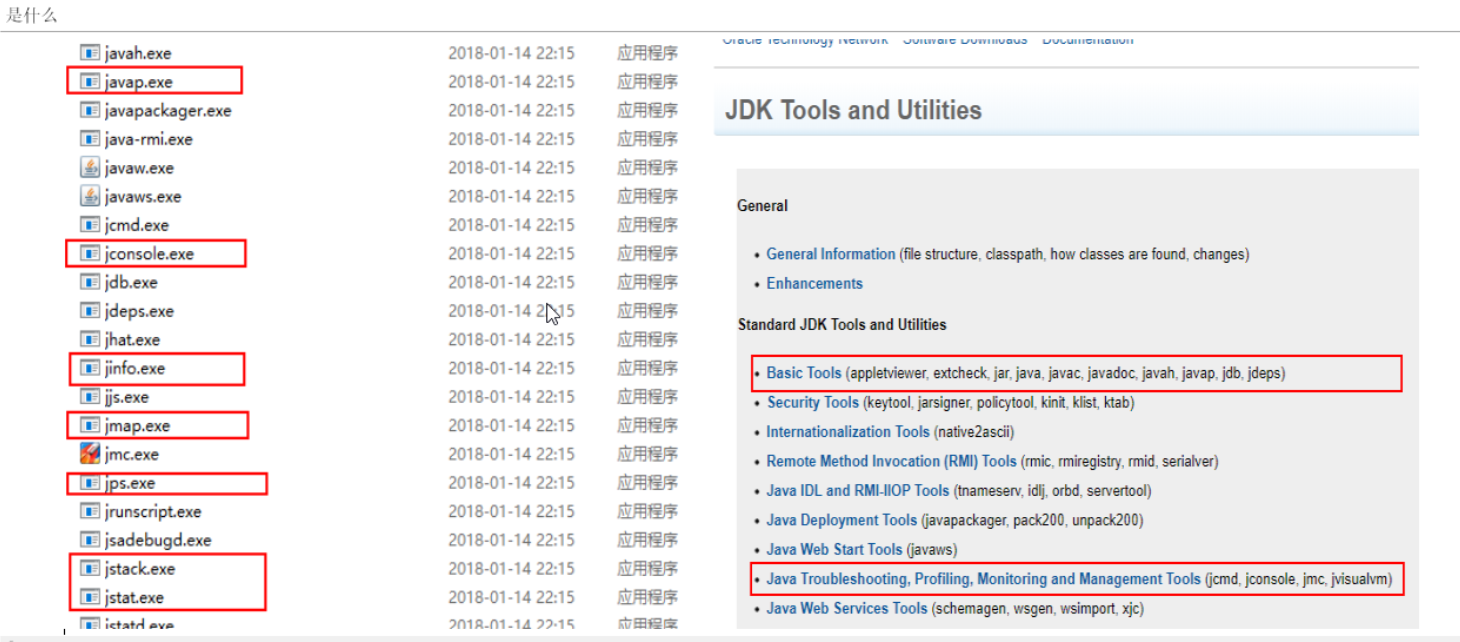 是什么
javah.exe 2018-01-14 22:15 应用程序
javap.exe 2018-01-14 22:15 应用程序
javapackager.exe 2018-01-14 22:15 应用程序
java-rmi.exe 2018-01-14 22:15 应用程序
javaw.exe 2018-01-14 22:15 应用程序
javaws.exe 2018-01-14 22:15 应用程序
jcmd.exe 2018-01-14 22:15 应用程序
jconsole.exe 2018-01-14 22:15 应用程序
jdb.exe 2018-01-14 22:15 应用程序
jdeps.exe 2018-01-14 22:15 应用程序
jhat.exe 2018-01-14 22:15 应用程序
jinfo.exe 2018-01-14 22:15 应用程序
jjs.exe 2018-01-14 22:15 应用程序
jmap.exe 2018-01-14 22:15 应用程序
jmc.exe 2018-01-14 22:15 应用程序
jps.exe 2018-01-14 22:15 应用程序
jrunscript.exe 2018-01-14 22:15 应用程序
jsadebugd.exe 2018-01-14 22:15 应用程序
jstack.exe 2018-01-14 22:15 应用程序
jstat.exe 2018-01-14 22:15 应用程序
jstatd.exe 2018-01-14 22:15 应用程序
Oracle Technology Network Software Downloads Documentation
JDK Tools and Utilities
General
• General Information (file structure, classpath, how classes are found, changes)
• Enhancements
Standard JDK Tools and Utilities
• Basic Tools (appletviewer, extcheck, jar, java, javac, javadoc, javah, javap, jdb, jdeps)
• Security Tools (keytool, jarsigner, policytool, kinit, klist, ktab)
• Internationalization Tools (native2ascii)
• Remote Method Invocation (RMI) Tools (rmic, rmiregistry, rmid, serialver)
• Java IDL and RMI-IIOP Tools (tnameserv, idlj, orbd, servertool)
• Java Deployment Tools (javapackager, pack200, unpack200)
• Java Web Start Tools (javaws)
• Java Troubleshooting, Profiling, Monitoring and Management Tools (jcmd, jconsole, jmc, jvisualvm)
• Java Web Services Tools (schemagen, wsgen, wsimport, xjc)